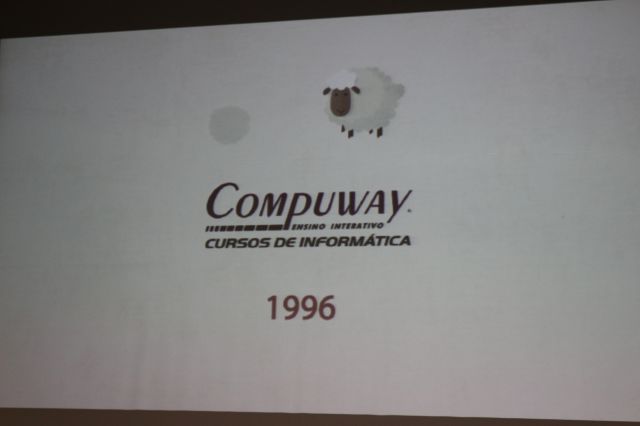 COMPUWAY
ENSINO INTERATIVO
CURSOS DE INFORMÁTICA
1996